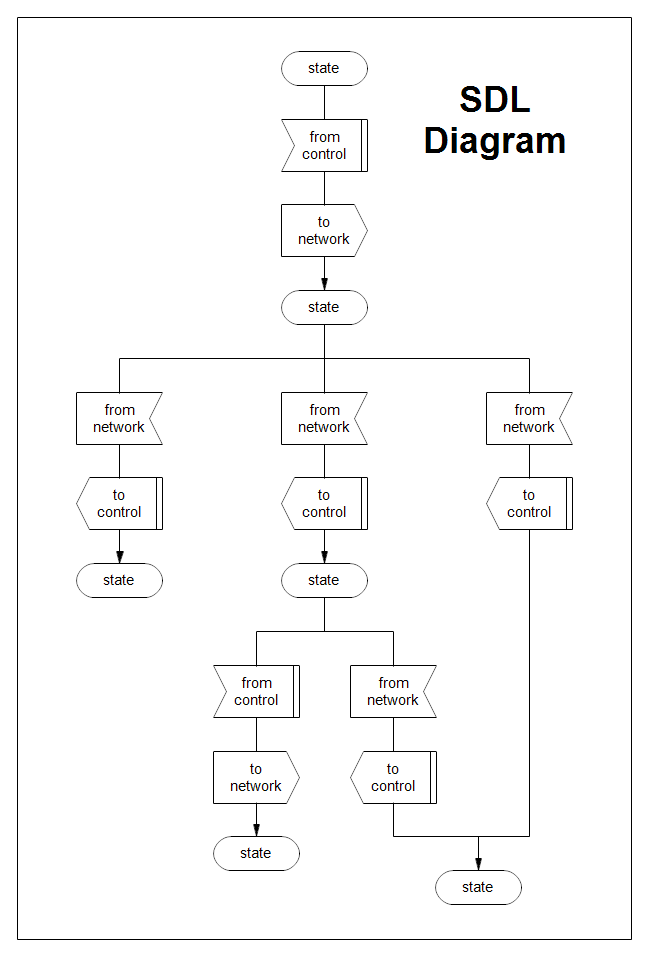 state
SDL
Diagram
from
control
to
network
state
from
network
from
network
from
network
to
control
to
control
to
control
state
state
from
control
from
network
to
network
to
control
state
state